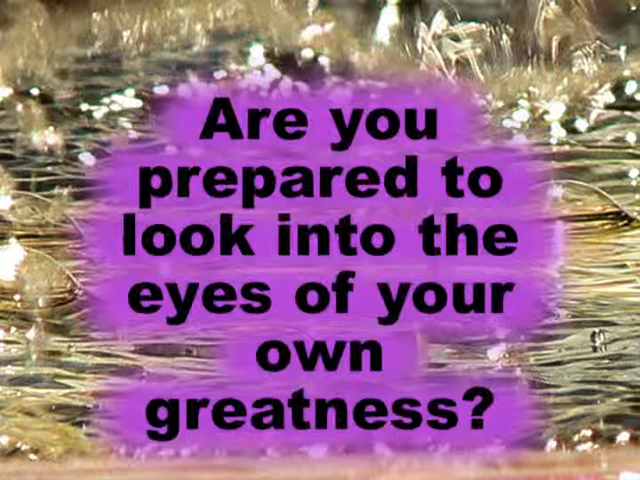 Are you
prepared to
look into the
eyes of your
own
greatness?